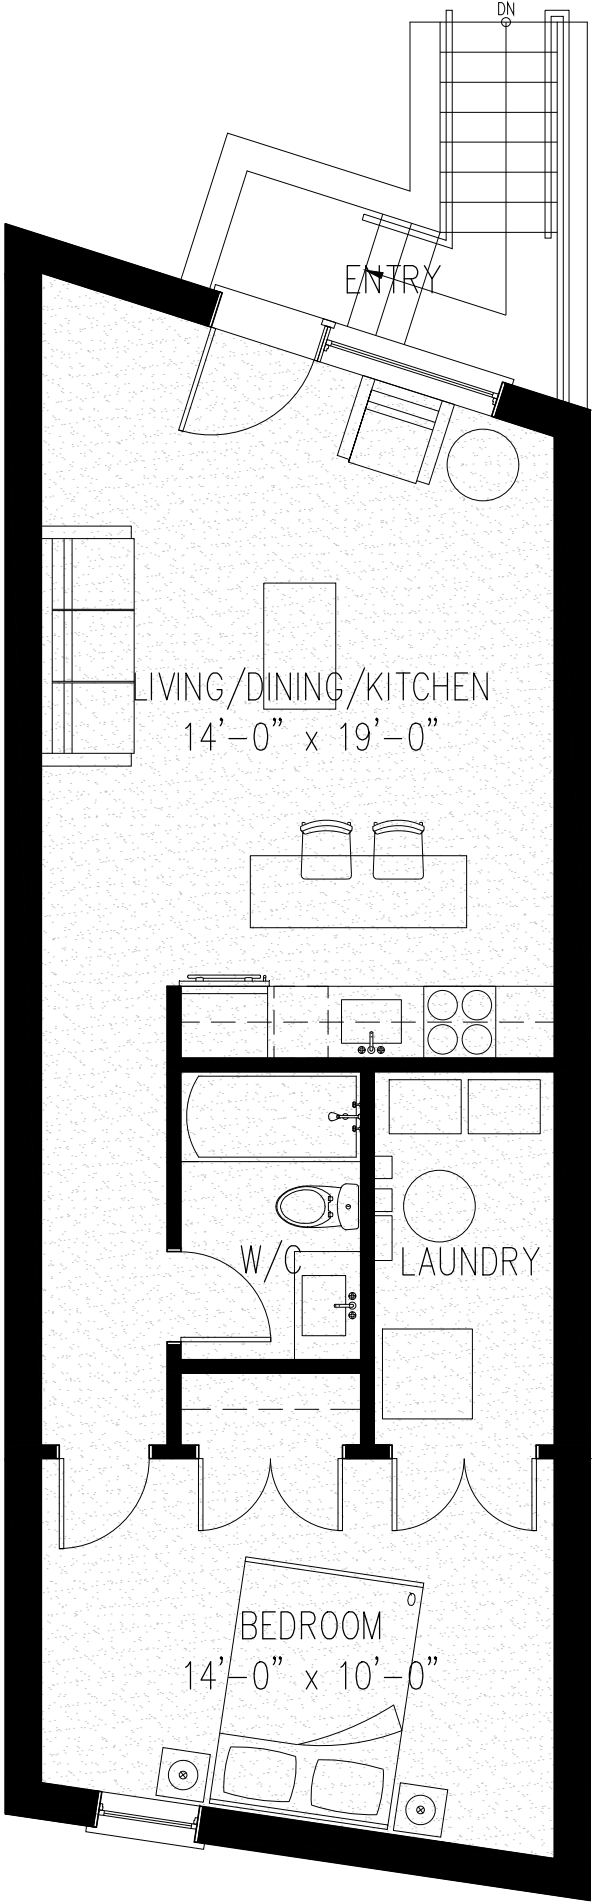 DN
ENTRY
LIVING/DINING/KITCHEN
14'-0" x 19'-0"
W/C
LAUNDRY
BEDROOM
14'-0" x 10'-0"